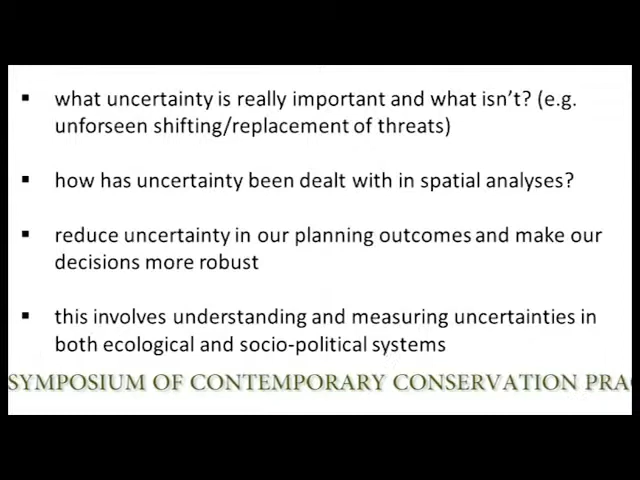 ▪ what uncertainty is really important and what isn't? (e.g.
unforseen shifting/replacement of threats)
▪ how has uncertainty been dealt with in spatial analyses?
▪ reduce uncertainty in our planning outcomes and make our
decisions more robust
▪ this involves understanding and measuring uncertainties in
both ecological and socio-political systems
SYMPOSIUM OF CONTEMPORARY CONSERVATION